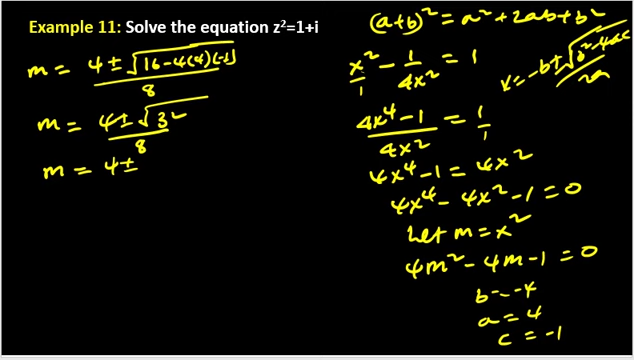 Example 11: Solve the equation z²=1+i
m = 4 ± √16 - 4(4)(-1) / 8
m = 4 ± √32 / 8
m = 4 ±
(a+b)² = a² + 2ab + b²
x²/1 - 1/4x² = 1
x = -b ± √b² - 4ac / 2a
4x⁴ - 1 / 4x² = 1/1
4x⁴ - 1 = 4x²
4x⁴ - 4x² - 1 = 0
Let m = x²
4m² - 4m - 1 = 0
b = -4
a = 4
c = -1